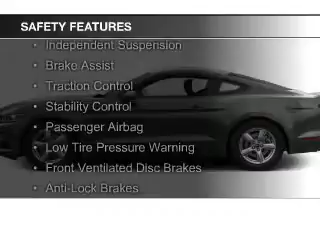 SAFETY FEATURES
• Independent Suspension
• Brake Assist
• Traction Control
• Stability Control
• Passenger Airbag
• Low Tire Pressure Warning
• Front Ventilated Disc Brakes
• Anti-Lock Brakes